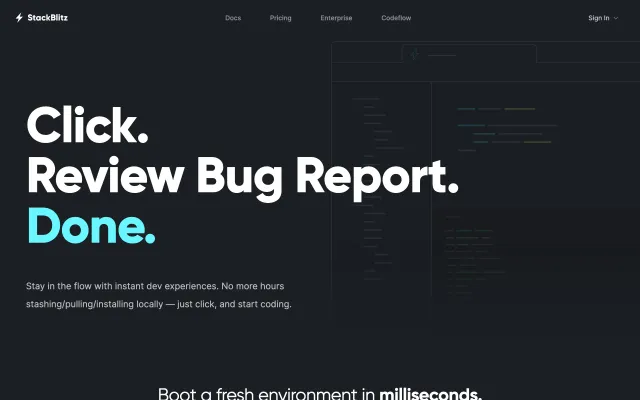 StackBlitz
Docs
Pricing
Enterprise
Codeflow
Sign In
Click.
Review Bug Report.
Done.
Stay in the flow with instant dev experiences. No more hours
stashing/pulling/installing locally — just click, and start coding.
Boot a fresh environment in milliseconds.